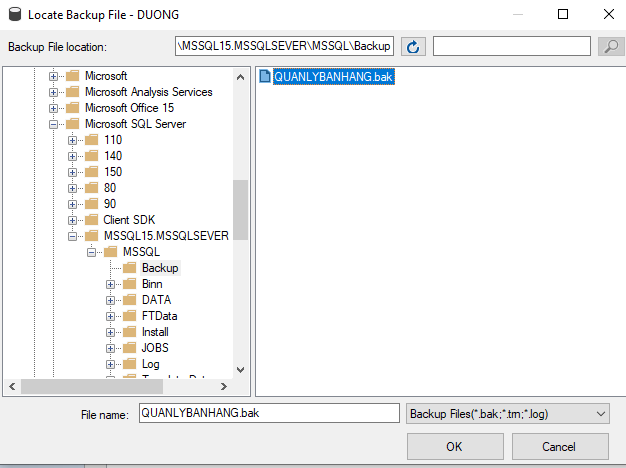 Locate Backup File - DUONG
Backup File location:
\MSSQL15.MSSQLSEVER\MSSQL\Backup
Microsoft
Microsoft Analysis Services
Microsoft Office 15
Microsoft SQL Server
110
140
150
80
90
Client SDK
MSSQL15.MSSQLSEVER
MSSQL
Backup
Binn
DATA
FTData
Install
JOBS
Log
QUANLYBANHANG.bak
File name:
QUANLYBANHANG.bak
Backup Files(*.bak;*.trn;*.log)
OK
Cancel